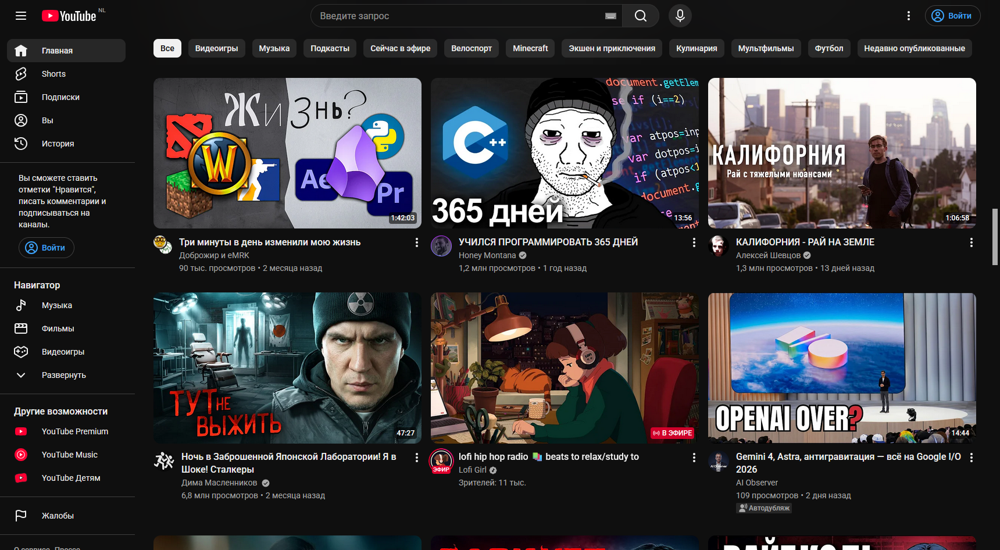 YouTube NL
Введите запрос
Войти
Главная
Shorts
Подписки
Вы
История
Вы сможете ставить
отметки "Нравится",
писать комментарии и
подписываться на
каналы.
Войти
Навигатор
Музыка
Фильмы
Видеоигры
Развернуть
Другие возможности
YouTube Premium
YouTube Music
YouTube Детям
Жалобы
О сервисе Прессе
Все Видеоигры Музыка Подкасты Сейчас в эфире Велоспорт Minecraft Экшен и приключения Кулинария Мультфильмы Футбол Недавно опубликованные
ЖИЗНЬ?
W
Ae
Pr
1:42:03
Три минуты в день изменили мою жизнь
Доброжир и eMRK
90 тыс. просмотров • 2 месяца назад
C++
document.getElem
se if (i==2)
var atpos=inp
var dotpos=i
if (atpos<1
document.g
se
365 дней
13:56
УЧИЛСЯ ПРОГРАММИРОВАТЬ 365 ДНЕЙ
Honey Montana
1,2 млн просмотров • 1 год назад
КАЛИФОРНИЯ
Рай с тяжелыми нюансами
1:06:58
КАЛИФОРНИЯ - РАЙ НА ЗЕМЛЕ
Алексей Шевцов
1,3 млн просмотров • 13 дней назад
ТУТ НЕ
ВЫЖИТЬ
47:27
Ночь в Заброшенной Японской Лаборатории! Я в
Шоке! Сталкеры
Дима Масленников
6,8 млн просмотров • 2 месяца назад
LOFI
В ЭФИРЕ
ЭФИР
lofi hip hop radio 📚 beats to relax/study to
Lofi Girl
Зрителей: 11 тыс.
OPENAI OVER?
14:44
AI Observer
Gemini 4, Astra, антигравитация — всё на Google I/O
2026
AI Observer
109 просмотров • 2 дня назад
Автодубляж